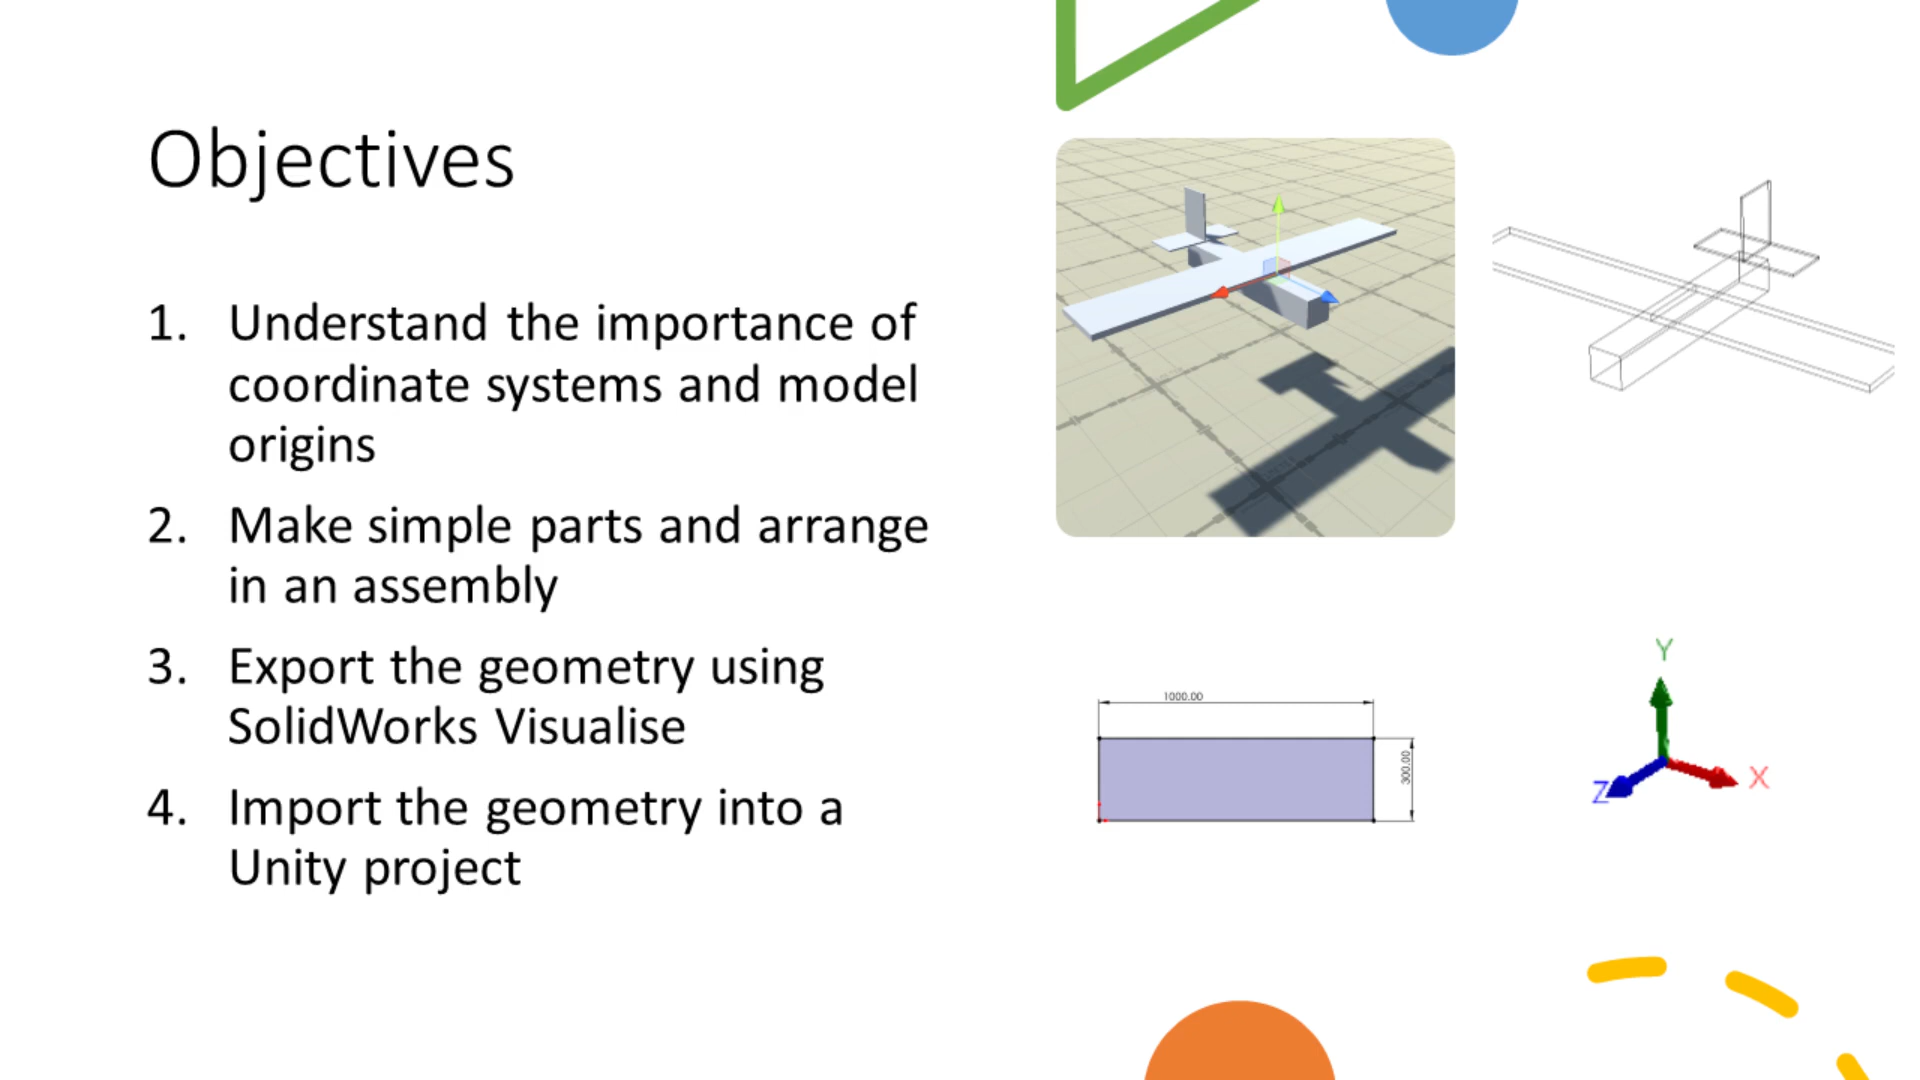 Objectives
1. Understand the importance of
coordinate systems and model
origins
2. Make simple parts and arrange
in an assembly
3. Export the geometry using
SolidWorks Visualise
4. Import the geometry into a
Unity project
1000.00
300.00
Y
X
Z